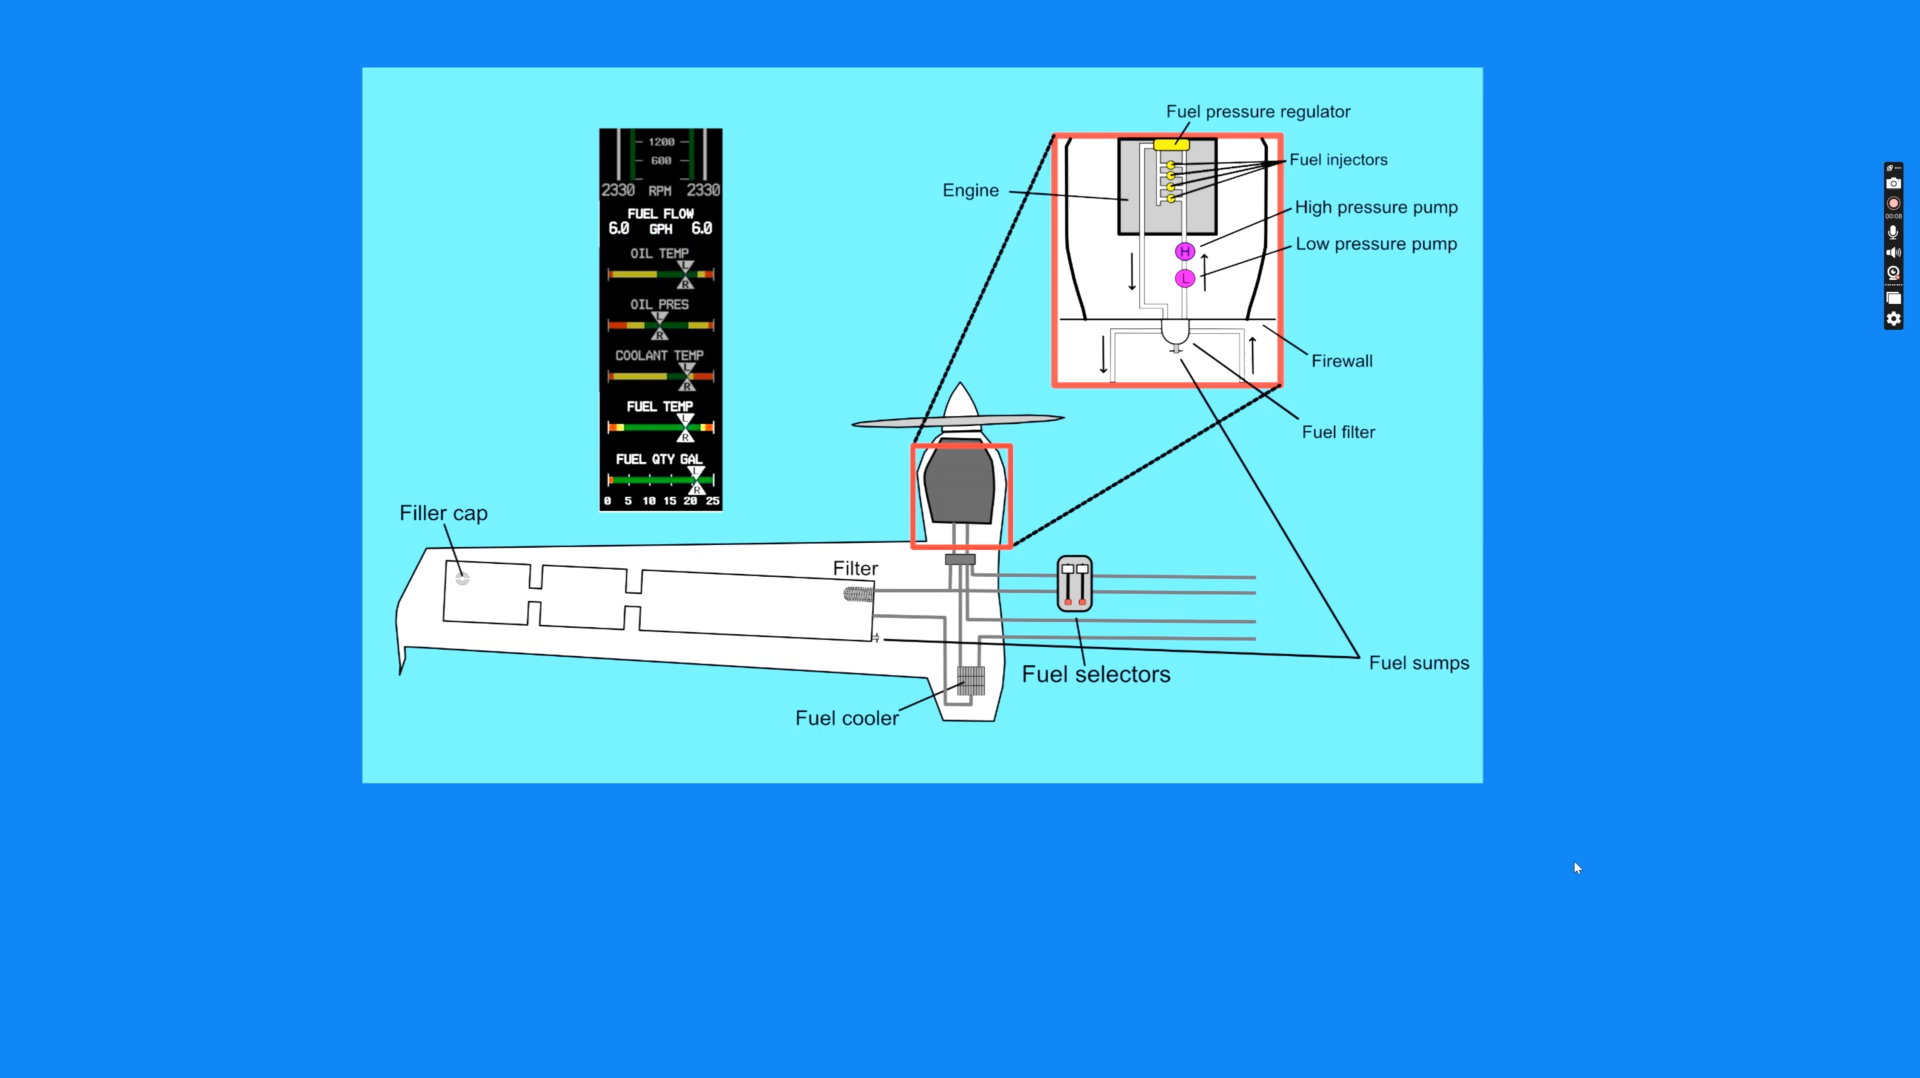 Fuel pressure regulator
Fuel injectors
Engine
High pressure pump
Low pressure pump
Firewall
Fuel filter
H
L
1200
600
2330 RPM 2330
FUEL FLOW
6.0 GPH 6.0
OIL TEMP
L
R
OIL PRES
L
R
COOLANT TEMP
L
R
FUEL TEMP
L
R
FUEL QTY GAL
L
R
0 5 10 15 20 25
Filler cap
Filter
Fuel selectors
Fuel sumps
Fuel cooler
00:08